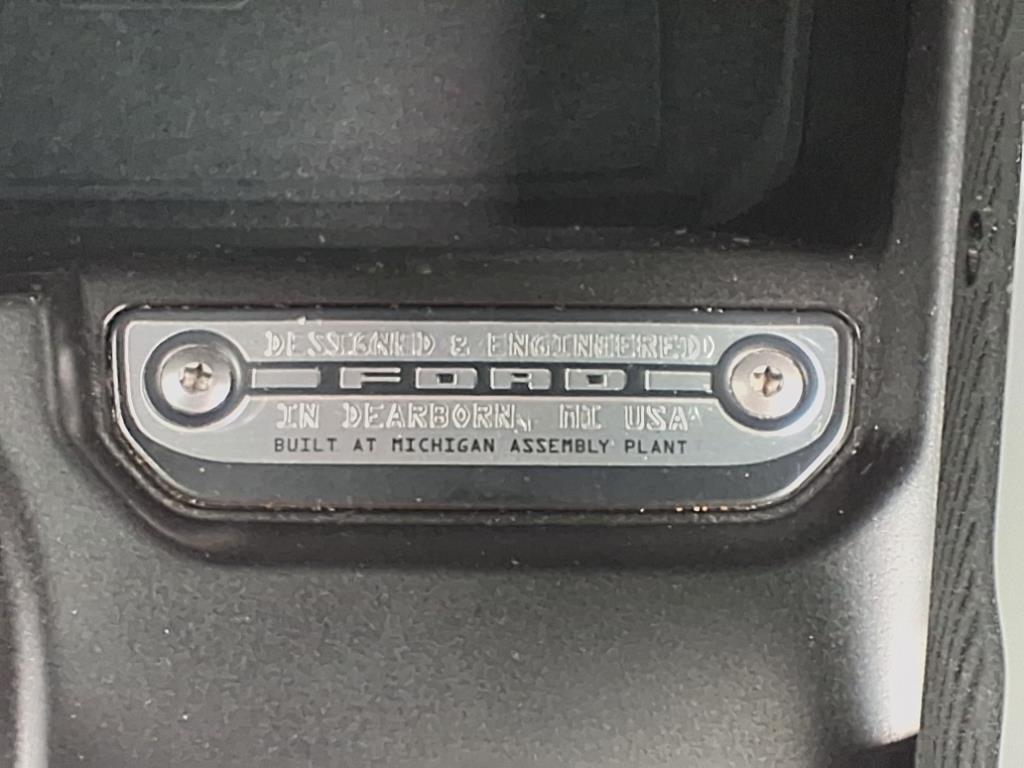 DESIGNED & ENGINEERED
FORD
IN DEARBORN, MI USA
BUILT AT MICHIGAN ASSEMBLY PLANT